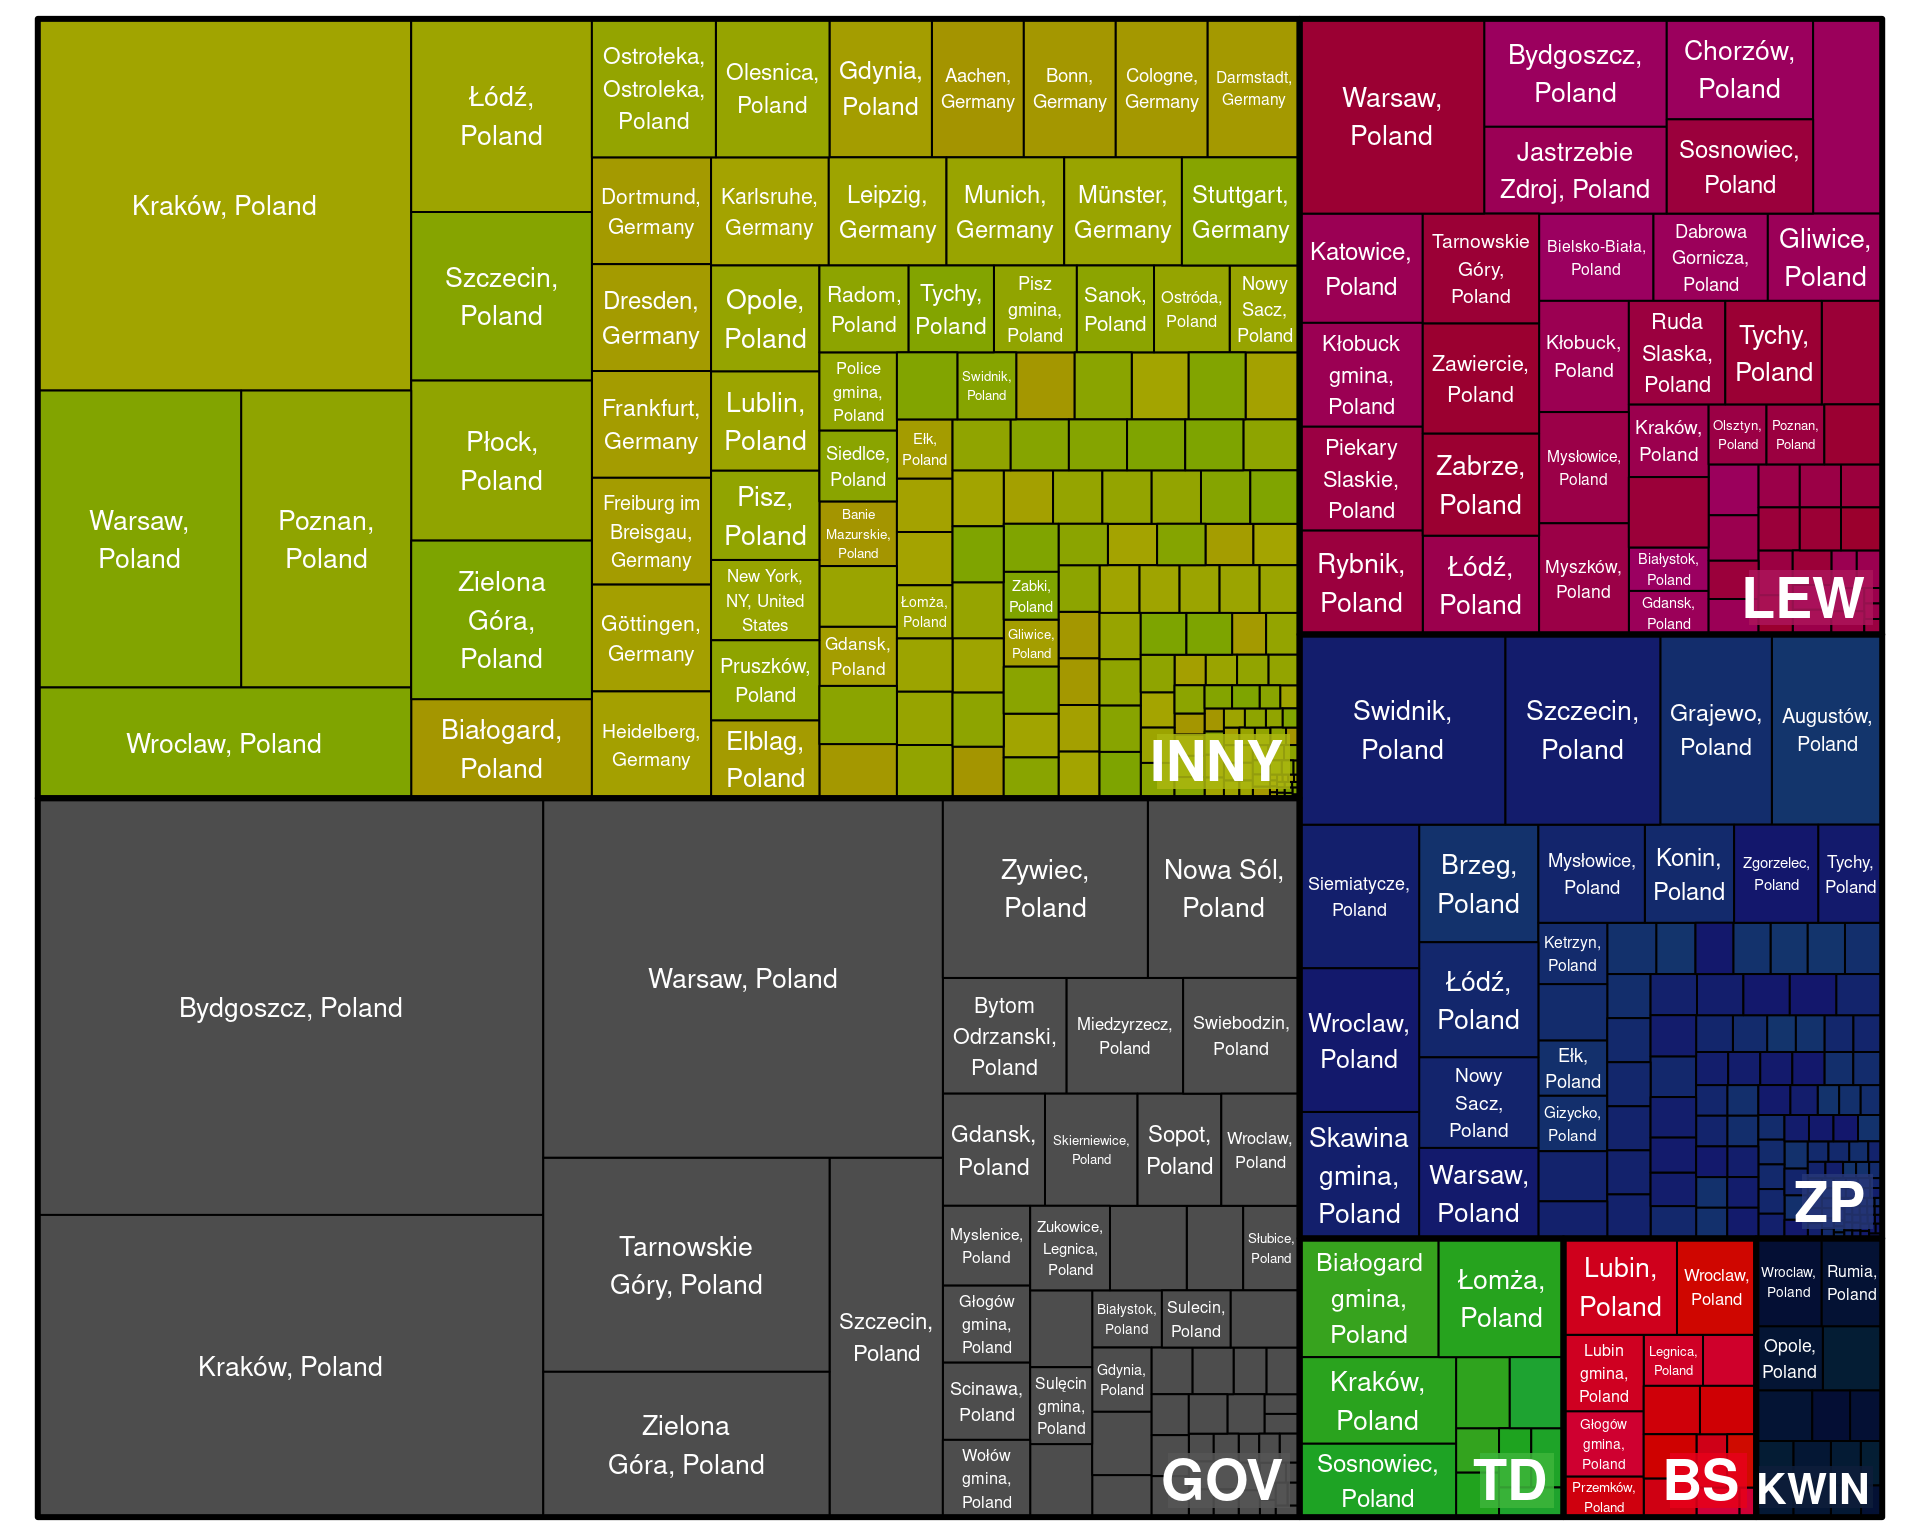 Kraków, Poland
Warsaw,
Poland
Poznan,
Poland
Wroclaw, Poland
Łódź,
Poland
Szczecin,
Poland
Płock,
Poland
Zielona
Góra,
Poland
Białogard,
Poland
Ostrołeka,
Ostroleka,
Poland
Olesnica,
Poland
Gdynia,
Poland
Aachen,
Germany
Bonn,
Germany
Cologne,
Germany
Darmstadt,
Germany
Dortmund,
Germany
Karlsruhe,
Germany
Leipzig,
Germany
Munich,
Germany
Münster,
Germany
Stuttgart,
Germany
Dresden,
Germany
Frankfurt,
Germany
Freiburg im
Breisgau,
Germany
Göttingen,
Germany
Heidelberg,
Germany
Opole,
Poland
Lublin,
Poland
Pisz,
Poland
New York,
NY, United
States
Pruszków,
Poland
Elblag,
Poland
Radom,
Poland
Tychy,
Poland
Pisz
gmina,
Poland
Sanok,
Poland
Ostróda,
Poland
Nowy
Sacz,
Poland
Police
gmina,
Poland
Siedlce,
Poland
Banie
Mazurskie,
Poland
Gdansk,
Poland
Swidnik,
Poland
Ełk,
Poland
Łomża,
Poland
Zabki,
Poland
Gliwice,
Poland
INNY
Warsaw,
Poland
Bydgoszcz,
Poland
Jastrzebie
Zdroj, Poland
Chorzów,
Poland
Sosnowiec,
Poland
Katowice,
Poland
Kłobuck
gmina,
Poland
Piekary
Slaskie,
Poland
Rybnik,
Poland
Tarnowskie
Góry,
Poland
Zawiercie,
Poland
Zabrze,
Poland
Łódź,
Poland
Bielsko-Biała,
Poland
Dabrowa
Gornicza,
Poland
Gliwice,
Poland
Kłobuck,
Poland
Mysłowice,
Poland
Myszków,
Poland
Ruda
Slaska,
Poland
Tychy,
Poland
Kraków,
Poland
Olsztyn,
Poland
Poznan,
Poland
Białystok,
Poland
Gdansk,
Poland
LEW
Bydgoszcz, Poland
Kraków, Poland
Warsaw, Poland
Tarnowskie
Góry, Poland
Zielona
Góra, Poland
Szczecin,
Poland
Zywiec,
Poland
Nowa Sól,
Poland
Bytom
Odrzanski,
Poland
Miedzyrzecz,
Poland
Swiebodzin,
Poland
Gdansk,
Poland
Skierniewice,
Poland
Sopot,
Poland
Wroclaw,
Poland
Myslenice,
Poland
Głogów
gmina,
Poland
Scinawa,
Poland
Wołów
gmina,
Poland
Zukowice,
Legnica,
Poland
Słubice,
Poland
Sulęcin
gmina,
Poland
Białystok,
Poland
Sulecin,
Poland
Gdynia,
Poland
GOV
Swidnik,
Poland
Szczecin,
Poland
Grajewo,
Poland
Augustów,
Poland
Siemiatycze,
Poland
Wroclaw,
Poland
Skawina
gmina,
Poland
Brzeg,
Poland
Łódź,
Poland
Nowy
Sacz,
Poland
Warsaw,
Poland
Mysłowice,
Poland
Konin,
Poland
Zgorzelec,
Poland
Tychy,
Poland
Ketrzyn,
Poland
Ełk,
Poland
Gizycko,
Poland
ZP
Białogard
gmina,
Poland
Łomża,
Poland
Kraków,
Poland
Sosnowiec,
Poland
TD
Lubin,
Poland
Wroclaw,
Poland
Lubin
gmina,
Poland
Legnica,
Poland
Głogów
gmina,
Poland
Przemków,
Poland
BS
Wroclaw,
Poland
Rumia,
Poland
Opole,
Poland
KWIN